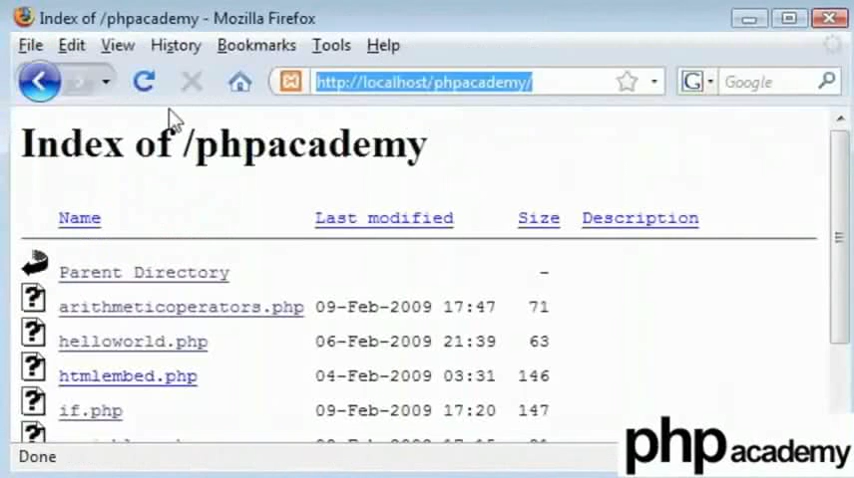 Index of /phpacademy - Mozilla Firefox
File Edit View History Bookmarks Tools Help
http://localhost/phpacademy/ Google
Index of /phpacademy
Name Last modified Size Description
Parent Directory -
arithmeticoperators.php 09-Feb-2009 17:47 71
helloworld.php 06-Feb-2009 21:39 63
htmlembed.php 04-Feb-2009 03:31 146
if.php 09-Feb-2009 17:20 147
Done
php academy